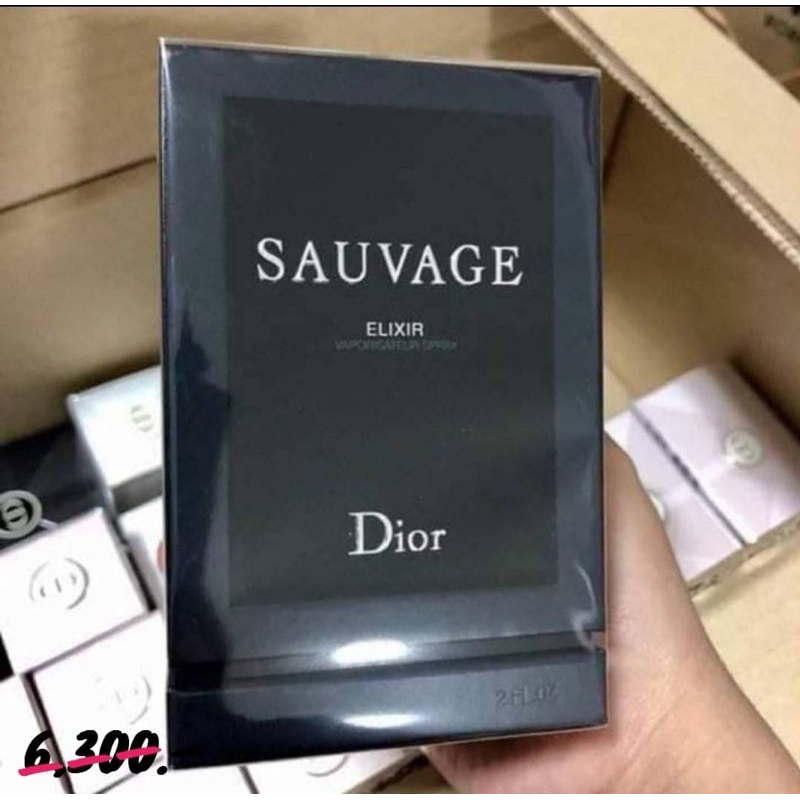 SAUVAGE
ELIXIR
VAPORISATEUR SPRAY
Dior
2 FL.OZ
6,300.